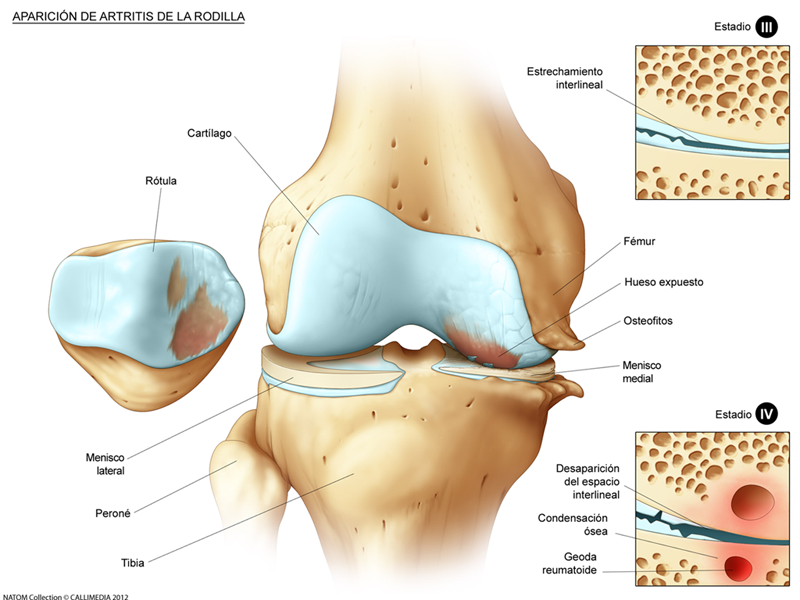 APARICIÓN DE ARTRITIS DE LA RODILLA
Estadio III
Estrechamiento
interlineal
Cartílago
Rótula
Fémur
Hueso expuesto
Osteofitos
Menisco
medial
Estadio IV
Menisco
lateral
Desaparición
del espacio
interlineal
Peroné
Condensación
ósea
Tibia
Geoda
reumatoide
NATOM Collection © CALLIMEDIA 2012